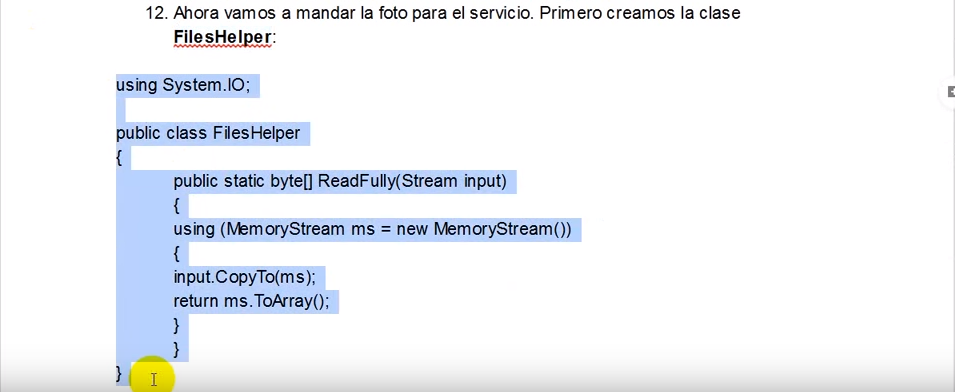 12. Ahora vamos a mandar la foto para el servicio. Primero creamos la clase
FilesHelper:
using System.IO;
public class FilesHelper
{
public static byte[] ReadFully(Stream input)
{
using (MemoryStream ms = new MemoryStream())
{
input.CopyTo(ms);
return ms.ToArray();
}
}
}